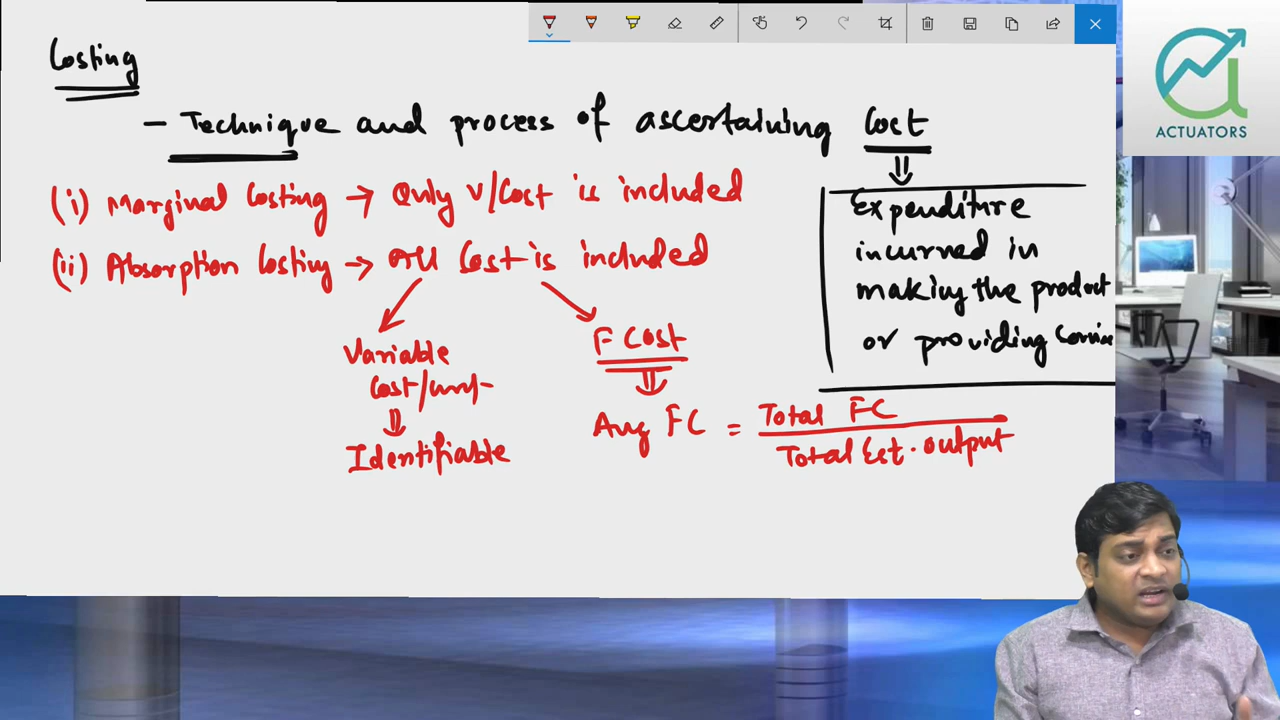 Costing
ACTUATORS
- Technique and process of ascertaining Cost
(i) Marginal Costing → Only V/Cost is included
(ii) Absorption Costing → All Cost is included
Expenditure
incurred in
making the product
or providing Service
Variable
Cost/unit
Identifiable
F Cost
Avg FC = Total FC
Total Est. output